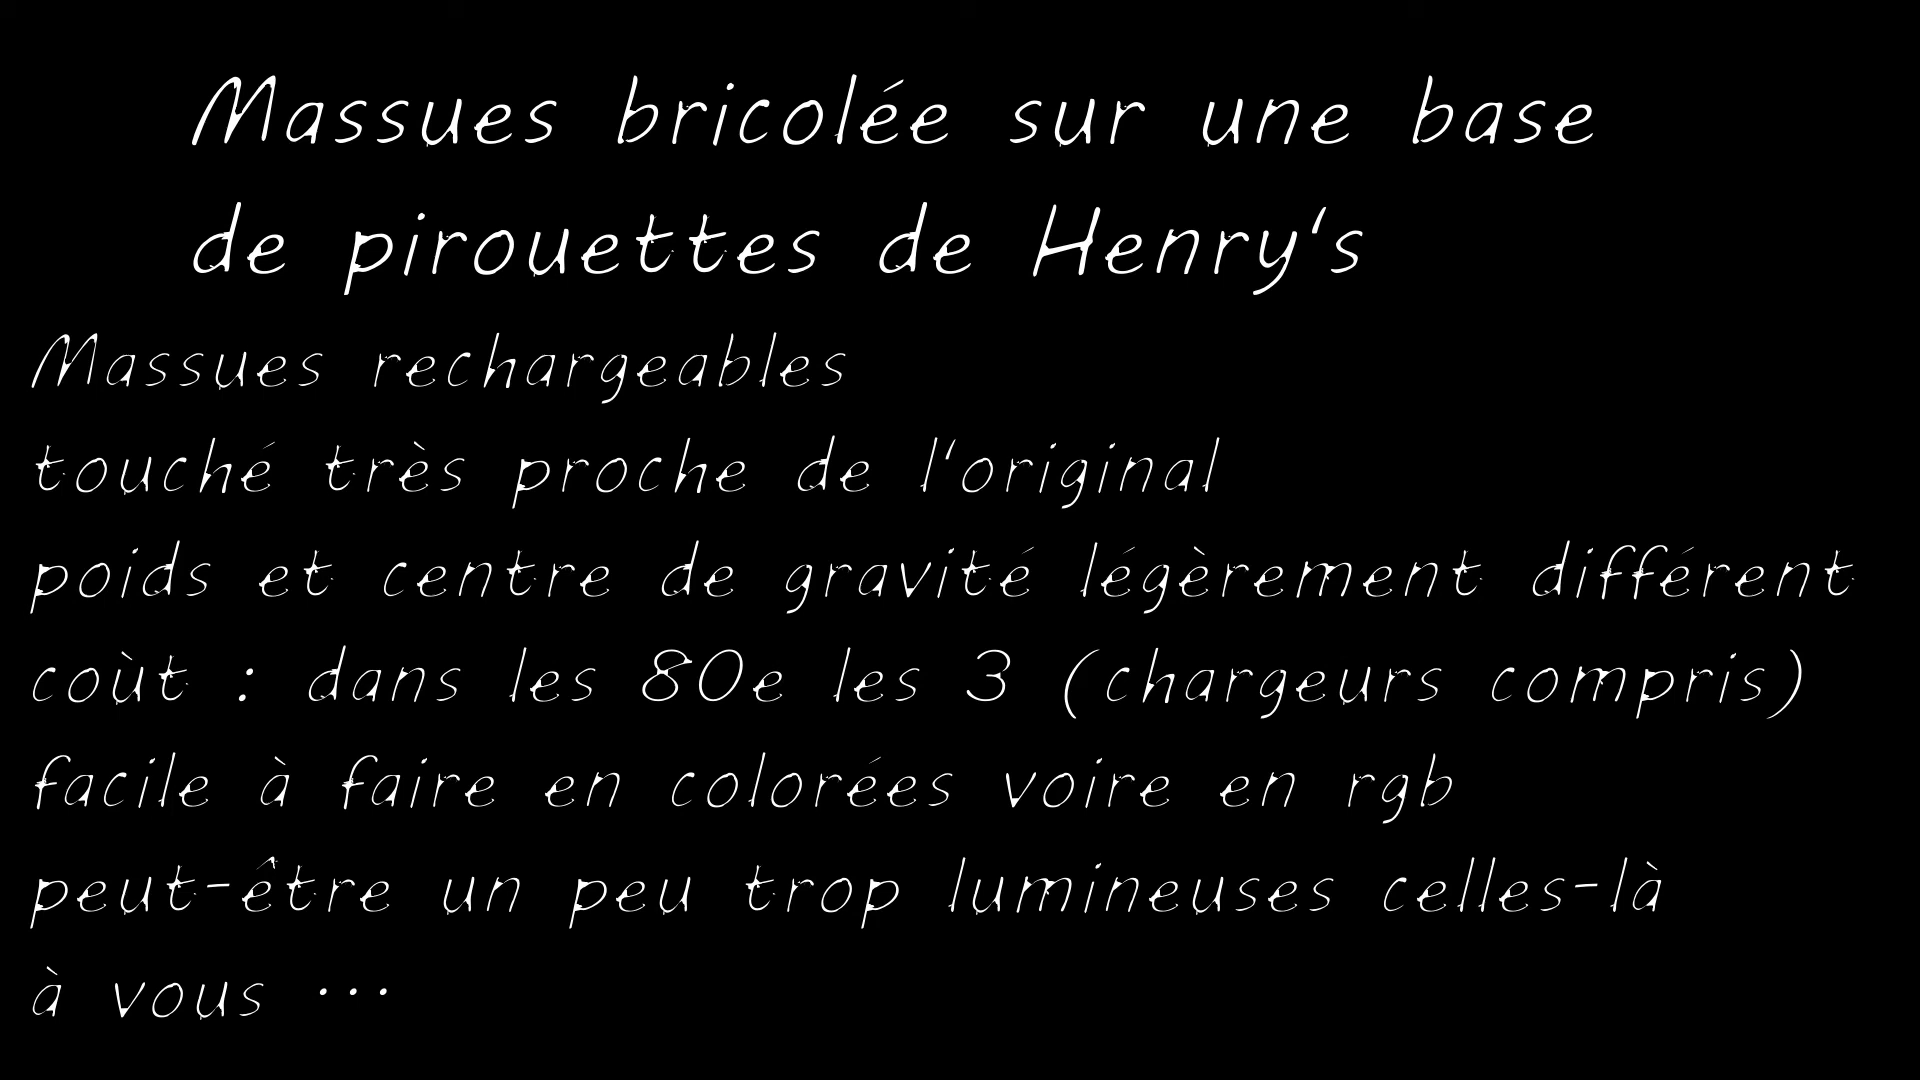 Massues bricolée sur une base
de pirouettes de Henry's
Massues rechargeables
touché très proche de l'original
poids et centre de gravité légèrement différent
coùt : dans les 80e les 3 (chargeurs compris)
facile à faire en colorées voire en rgb
peut-être un peu trop lumineuses celles-là
à vous ...